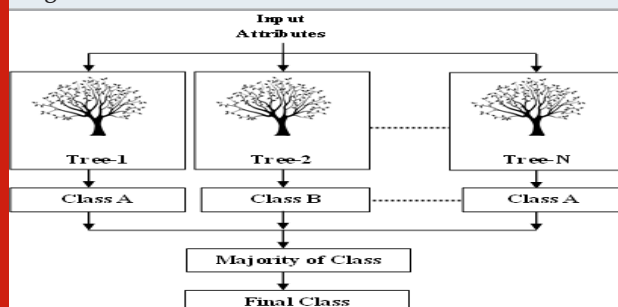 Input
Attributes
Tree-1
Tree-2
Tree-N
Class A
Class B
Class A
Majority of Class
Final Class